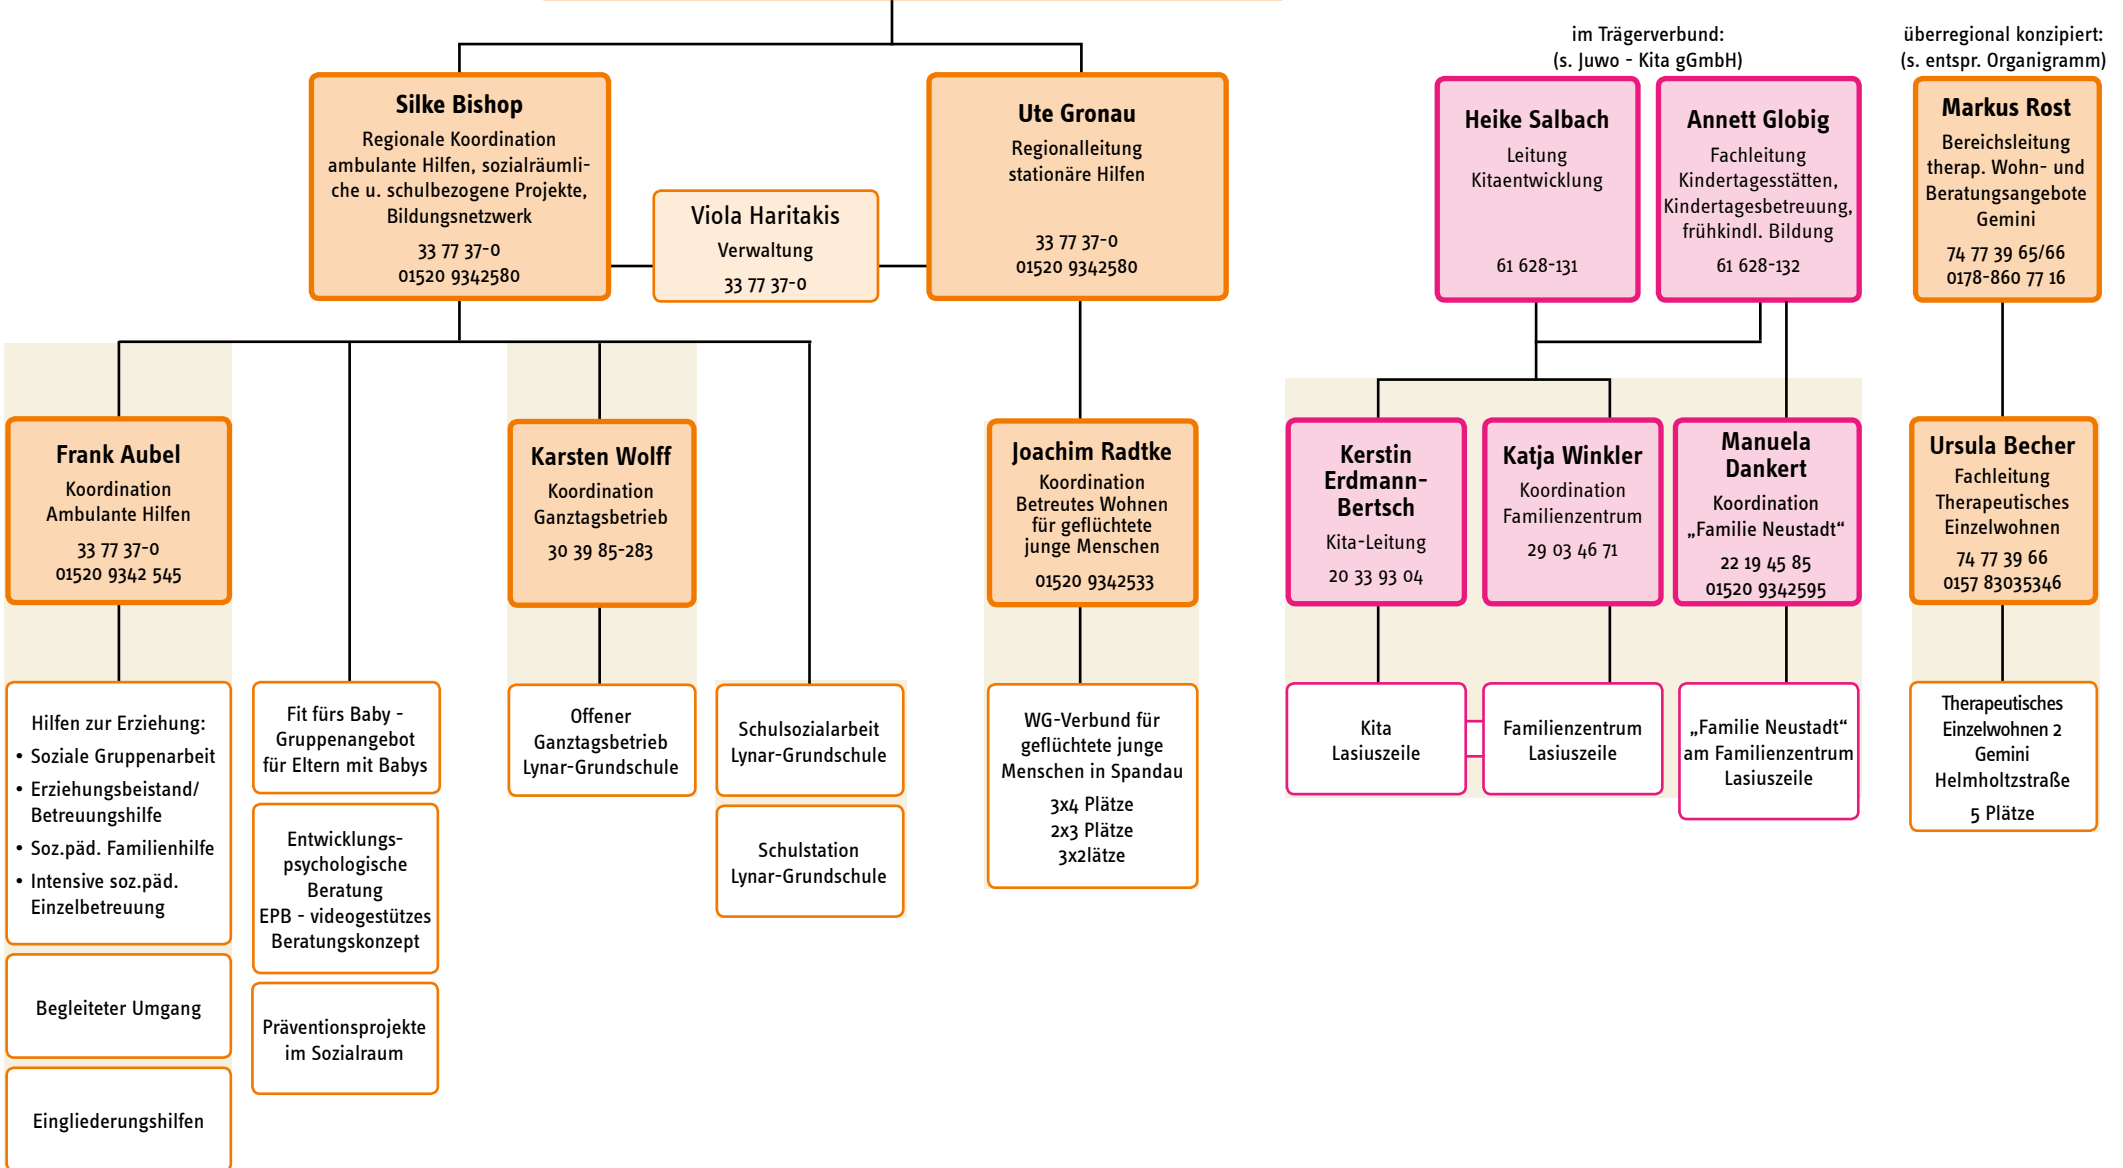 im Trägerverbund:
(s. Juwo - Kita gGmbH)
überregional konzipiert:
(s. entspr. Organigramm)
Silke Bishop
Regionale Koordination
ambulante Hilfen, sozialräumli-
che u. schulbezogene Projekte,
Bildungsnetzwerk
33 77 37-0
01520 9342580
Viola Haritakis
Verwaltung
33 77 37-0
Ute Gronau
Regionalleitung
stationäre Hilfen
33 77 37-0
01520 9342580
Heike Salbach
Leitung
Kitaentwicklung
61 628-131
Annett Globig
Fachleitung
Kindertagesstätten,
Kindertagesbetreuung,
frühkindl. Bildung
61 628-132
Markus Rost
Bereichsleitung
therap. Wohn- und
Beratungsangebote
Gemini
74 77 39 65/66
0178-860 77 16
Frank Aubel
Koordination
Ambulante Hilfen
33 77 37-0
01520 9342 545
Karsten Wolff
Koordination
Ganztagsbetrieb
30 39 85-283
Joachim Radtke
Koordination
Betreutes Wohnen
für geflüchtete
junge Menschen
01520 9342533
Kerstin
Erdmann-
Bertsch
Kita-Leitung
20 33 93 04
Katja Winkler
Koordination
Familienzentrum
29 03 46 71
Manuela
Dankert
Koordination
„Familie Neustadt“
22 19 45 85
01520 9342595
Ursula Becher
Fachleitung
Therapeutisches
Einzelwohnen
74 77 39 66
0157 83035346
Hilfen zur Erziehung:
• Soziale Gruppenarbeit
• Erziehungsbeistand/
Betreuungshilfe
• Soz.päd. Familienhilfe
• Intensive soz.päd.
Einzelbetreuung
Begleiteter Umgang
Eingliederungshilfen
Fit fürs Baby -
Gruppenangebot
für Eltern mit Babys
Entwicklungs-
psychologische
Beratung
EPB - videogestützes
Beratungskonzept
Präventionsprojekte
im Sozialraum
Offener
Ganztagsbetrieb
Lynar-Grundschule
Schulsozialarbeit
Lynar-Grundschule
Schulstation
Lynar-Grundschule
WG-Verbund für
geflüchtete junge
Menschen in Spandau
3x4 Plätze
2x3 Plätze
3x2lätze
Kita
Lasiuszeile
Familienzentrum
Lasiuszeile
„Familie Neustadt“
am Familienzentrum
Lasiuszeile
Therapeutisches
Einzelwohnen 2
Gemini
Helmholtzstraße
5 Plätze